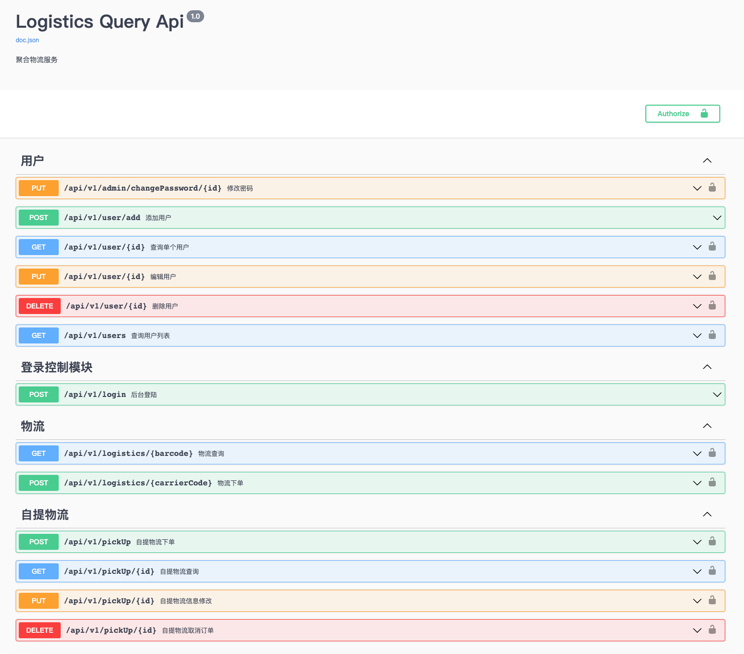 Logistics Query Api 1.0
doc.json
聚合物流服务
Authorize
用户
PUT /api/v1/admin/changePassword/{id} 修改密码
POST /api/v1/user/add 添加用户
GET /api/v1/user/{id} 查询单个用户
PUT /api/v1/user/{id} 编辑用户
DELETE /api/v1/user/{id} 删除用户
GET /api/v1/users 查询用户列表
登录控制模块
POST /api/v1/login 后台登陆
物流
GET /api/v1/logistics/{barcode} 物流查询
POST /api/v1/logistics/{carrierCode} 物流下单
自提物流
POST /api/v1/pickUp 自提物流下单
GET /api/v1/pickUp/{id} 自提物流查询
PUT /api/v1/pickUp/{id} 自提物流信息修改
DELETE /api/v1/pickUp/{id} 自提物流取消订单